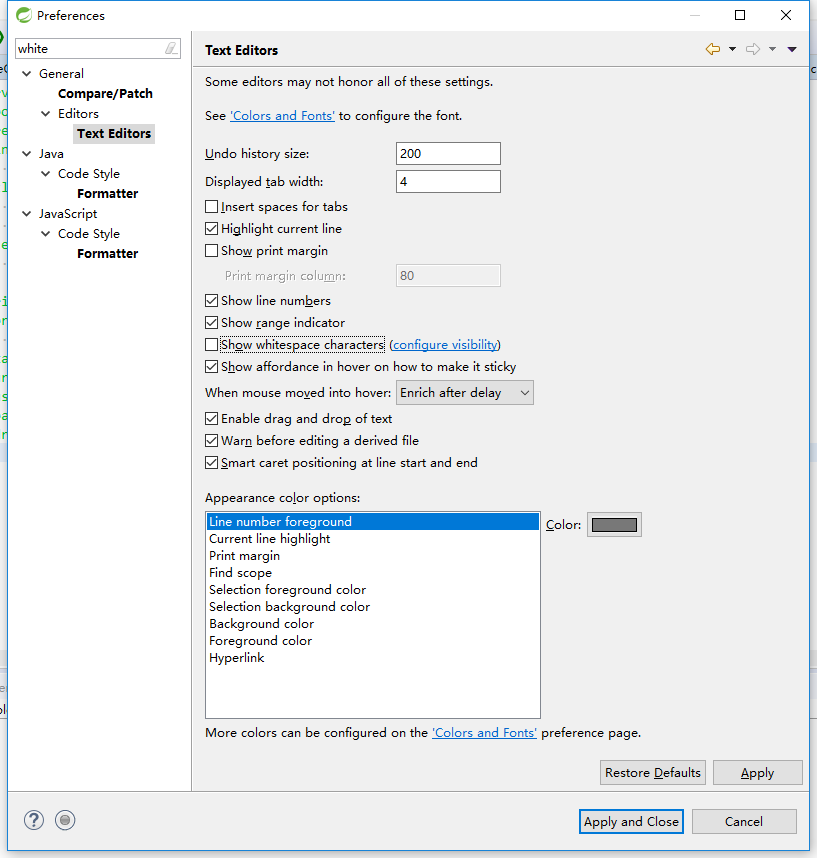 Preferences
white
Text Editors
General
Compare/Patch
Editors
Text Editors
Java
Code Style
Formatter
JavaScript
Code Style
Formatter
Some editors may not honor all of these settings.
See 'Colors and Fonts' to configure the font.
Undo history size: 200
Displayed tab width: 4
Insert spaces for tabs
Highlight current line
Show print margin
Print margin column: 80
Show line numbers
Show range indicator
Show whitespace characters (configure visibility)
Show affordance in hover on how to make it sticky
When mouse moved into hover: Enrich after delay
Enable drag and drop of text
Warn before editing a derived file
Smart caret positioning at line start and end
Appearance color options:
Line number foreground
Color:
Current line highlight
Print margin
Find scope
Selection foreground color
Selection background color
Background color
Foreground color
Hyperlink
More colors can be configured on the 'Colors and Fonts' preference page.
Restore Defaults Apply
? Apply and Close Cancel